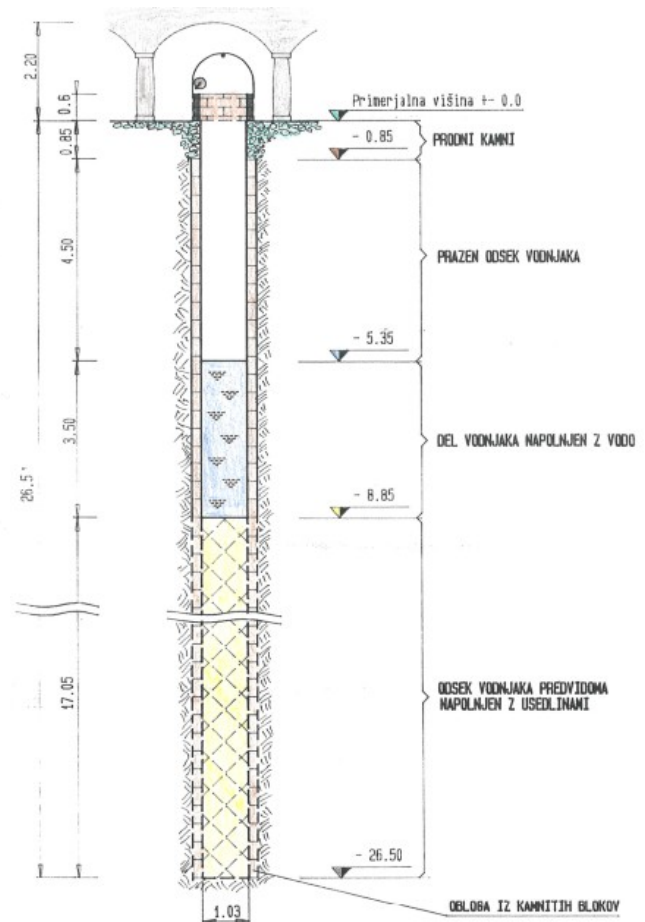 2.20
0.6
Primerjalna višina +- 0.0
0.85
- 0.85
PRODNI KAMNI
4.50
PRAZEN ODSEK VODNJAKA
- 5.35
3.50
DEL VODNJAKA NAPOLNJEN Z VODO
26.5
- 8.85
17.05
ODSEK VODNJAKA PREDVIDOMA
NAPOLNJEN Z USEDLINAMI
- 26.50
1.03
OBLOGA IZ KAMNITIH BLOKOV